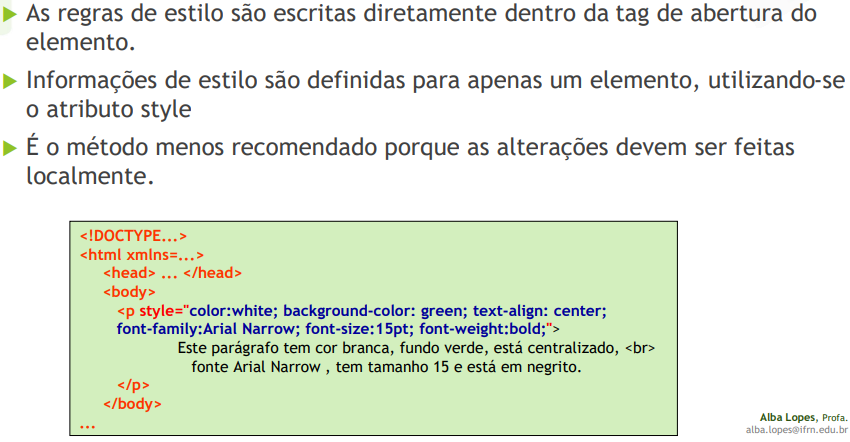 As regras de estilo são escritas diretamente dentro da tag de abertura do
elemento.
Informações de estilo são definidas para apenas um elemento, utilizando-se
o atributo style
É o método menos recomendado porque as alterações devem ser feitas
localmente.
<!DOCTYPE...>
<html xmlns=...>
<head> ... </head>
<body>
<p style="color:white; background-color: green; text-align: center;
font-family:Arial Narrow; font-size:15pt; font-weight:bold;">
Este parágrafo tem cor branca, fundo verde, está centralizado, <br>
fonte Arial Narrow , tem tamanho 15 e está em negrito.
</p>
</body>
...
Alba Lopes, Profa.
alba.lopes@ifrn.edu.br